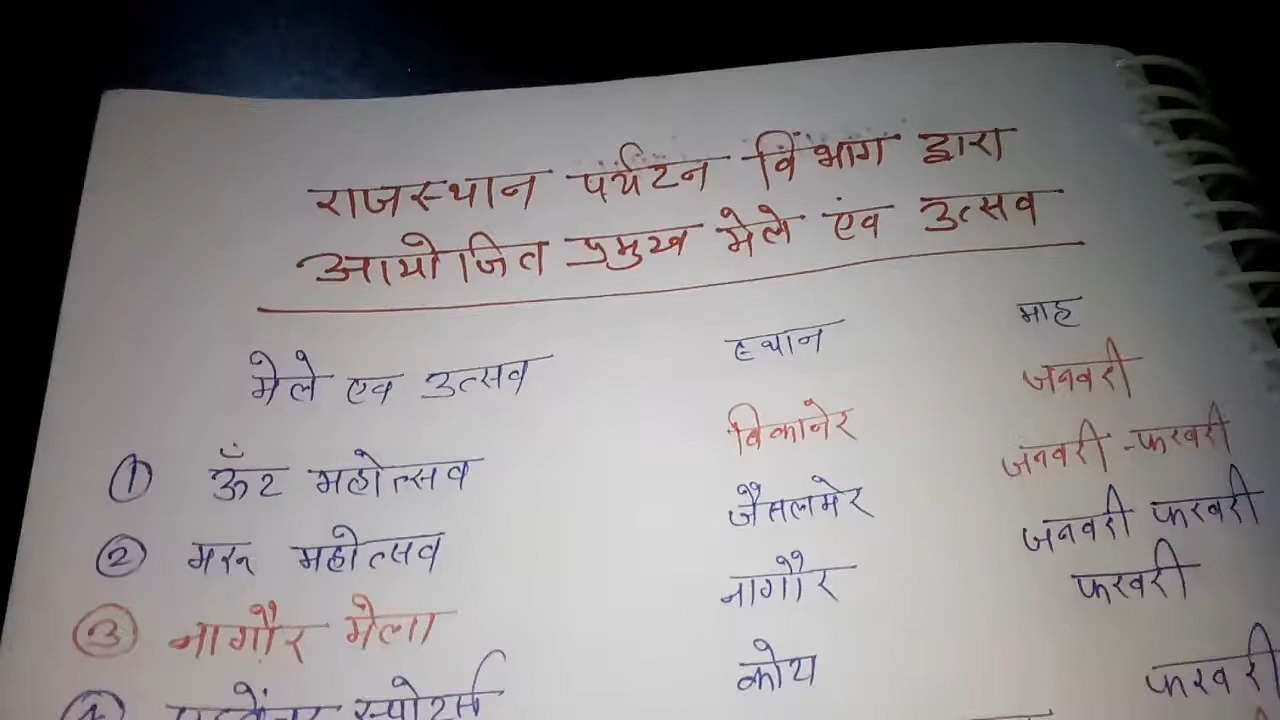 राजस्थान पर्यटन विभाग द्वारा
आयोजित प्रमुख मेले एंव उत्सव
मेले एव उत्सव स्थान माह
① ऊँट महोत्सव बिकानेर जनवरी
② मरू महोत्सव जैसलमेर जनवरी -फरवरी
③ नागौर मेला नागौर जनवरी फरवरी
④ स्पोर्ट्स कोटा फरवरी
फरवरी